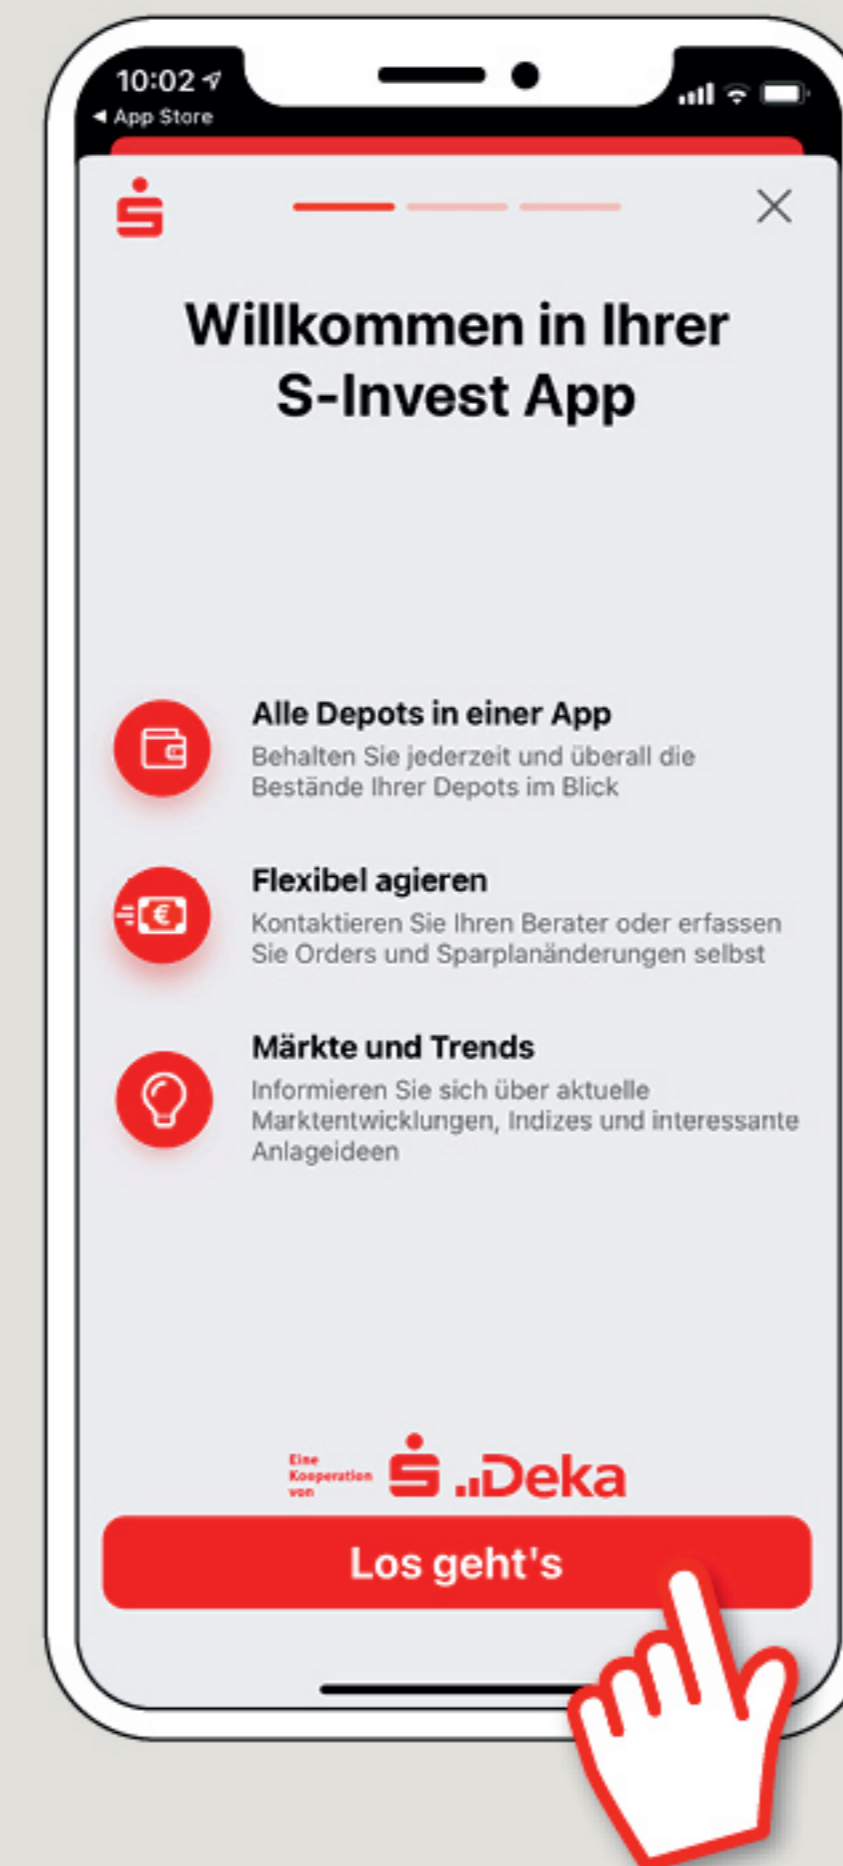 10:02
◀ App Store
Willkommen in Ihrer
S-Invest App
Alle Depots in einer App
Behalten Sie jederzeit und überall die
Bestände Ihrer Depots im Blick
Flexibel agieren
Kontaktieren Sie Ihren Berater oder erfassen
Sie Orders und Sparplanänderungen selbst
Märkte und Trends
Informieren Sie sich über aktuelle
Marktentwicklungen, Indizes und interessante
Anlageideen
Eine
Kooperation
von
Deka
Los geht's